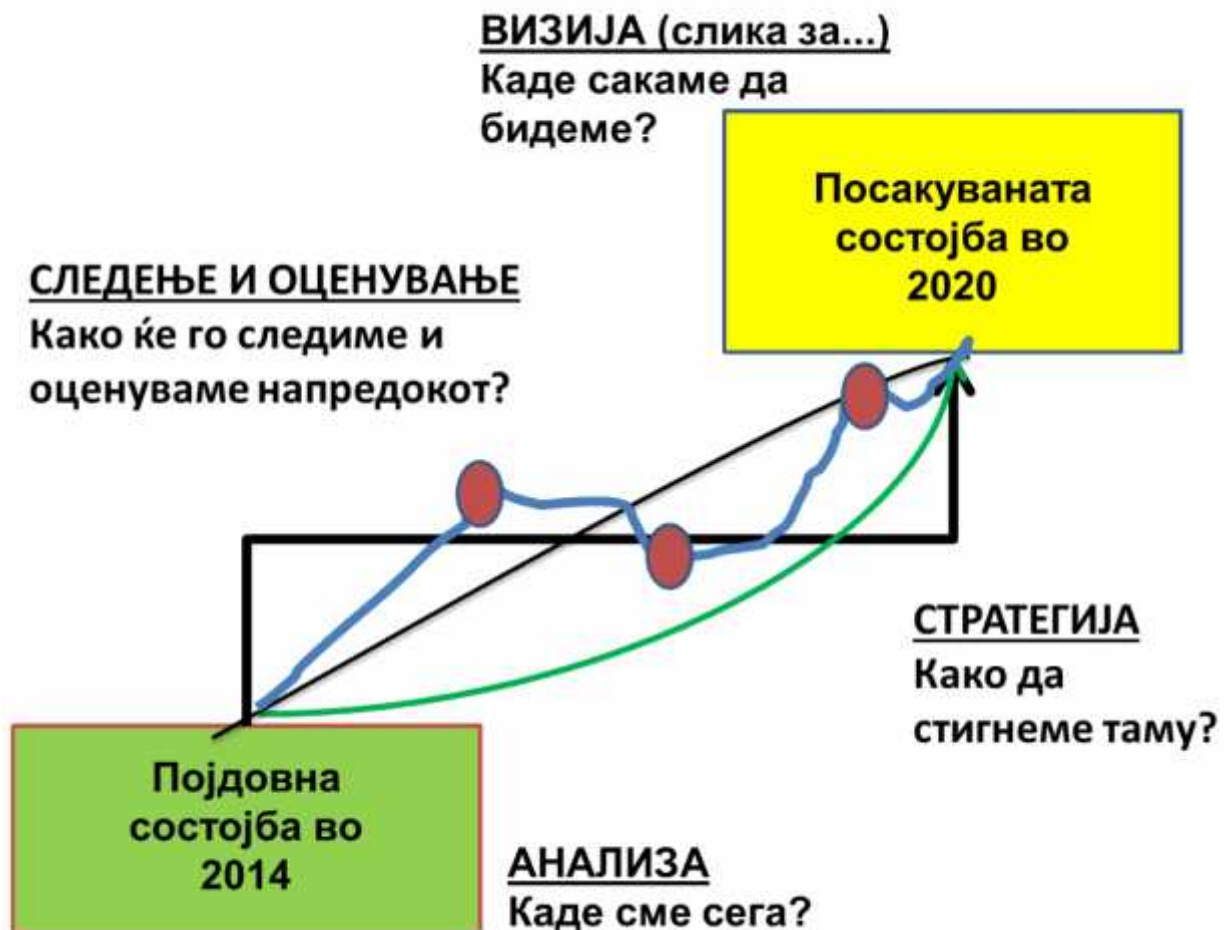 ВИЗИЈА (слика за...)
Каде сакаме да
бидеме?
Посакуваната
состојба во
2020
СЛЕДЕЊЕ И ОЦЕНУВАЊЕ
Како ќе го следиме и
оценуваме напредокот?
СТРАТЕГИЈА
Како да
стигнеме таму?
Појдовна
состојба во
2014
АНАЛИЗА
Каде сме сега?